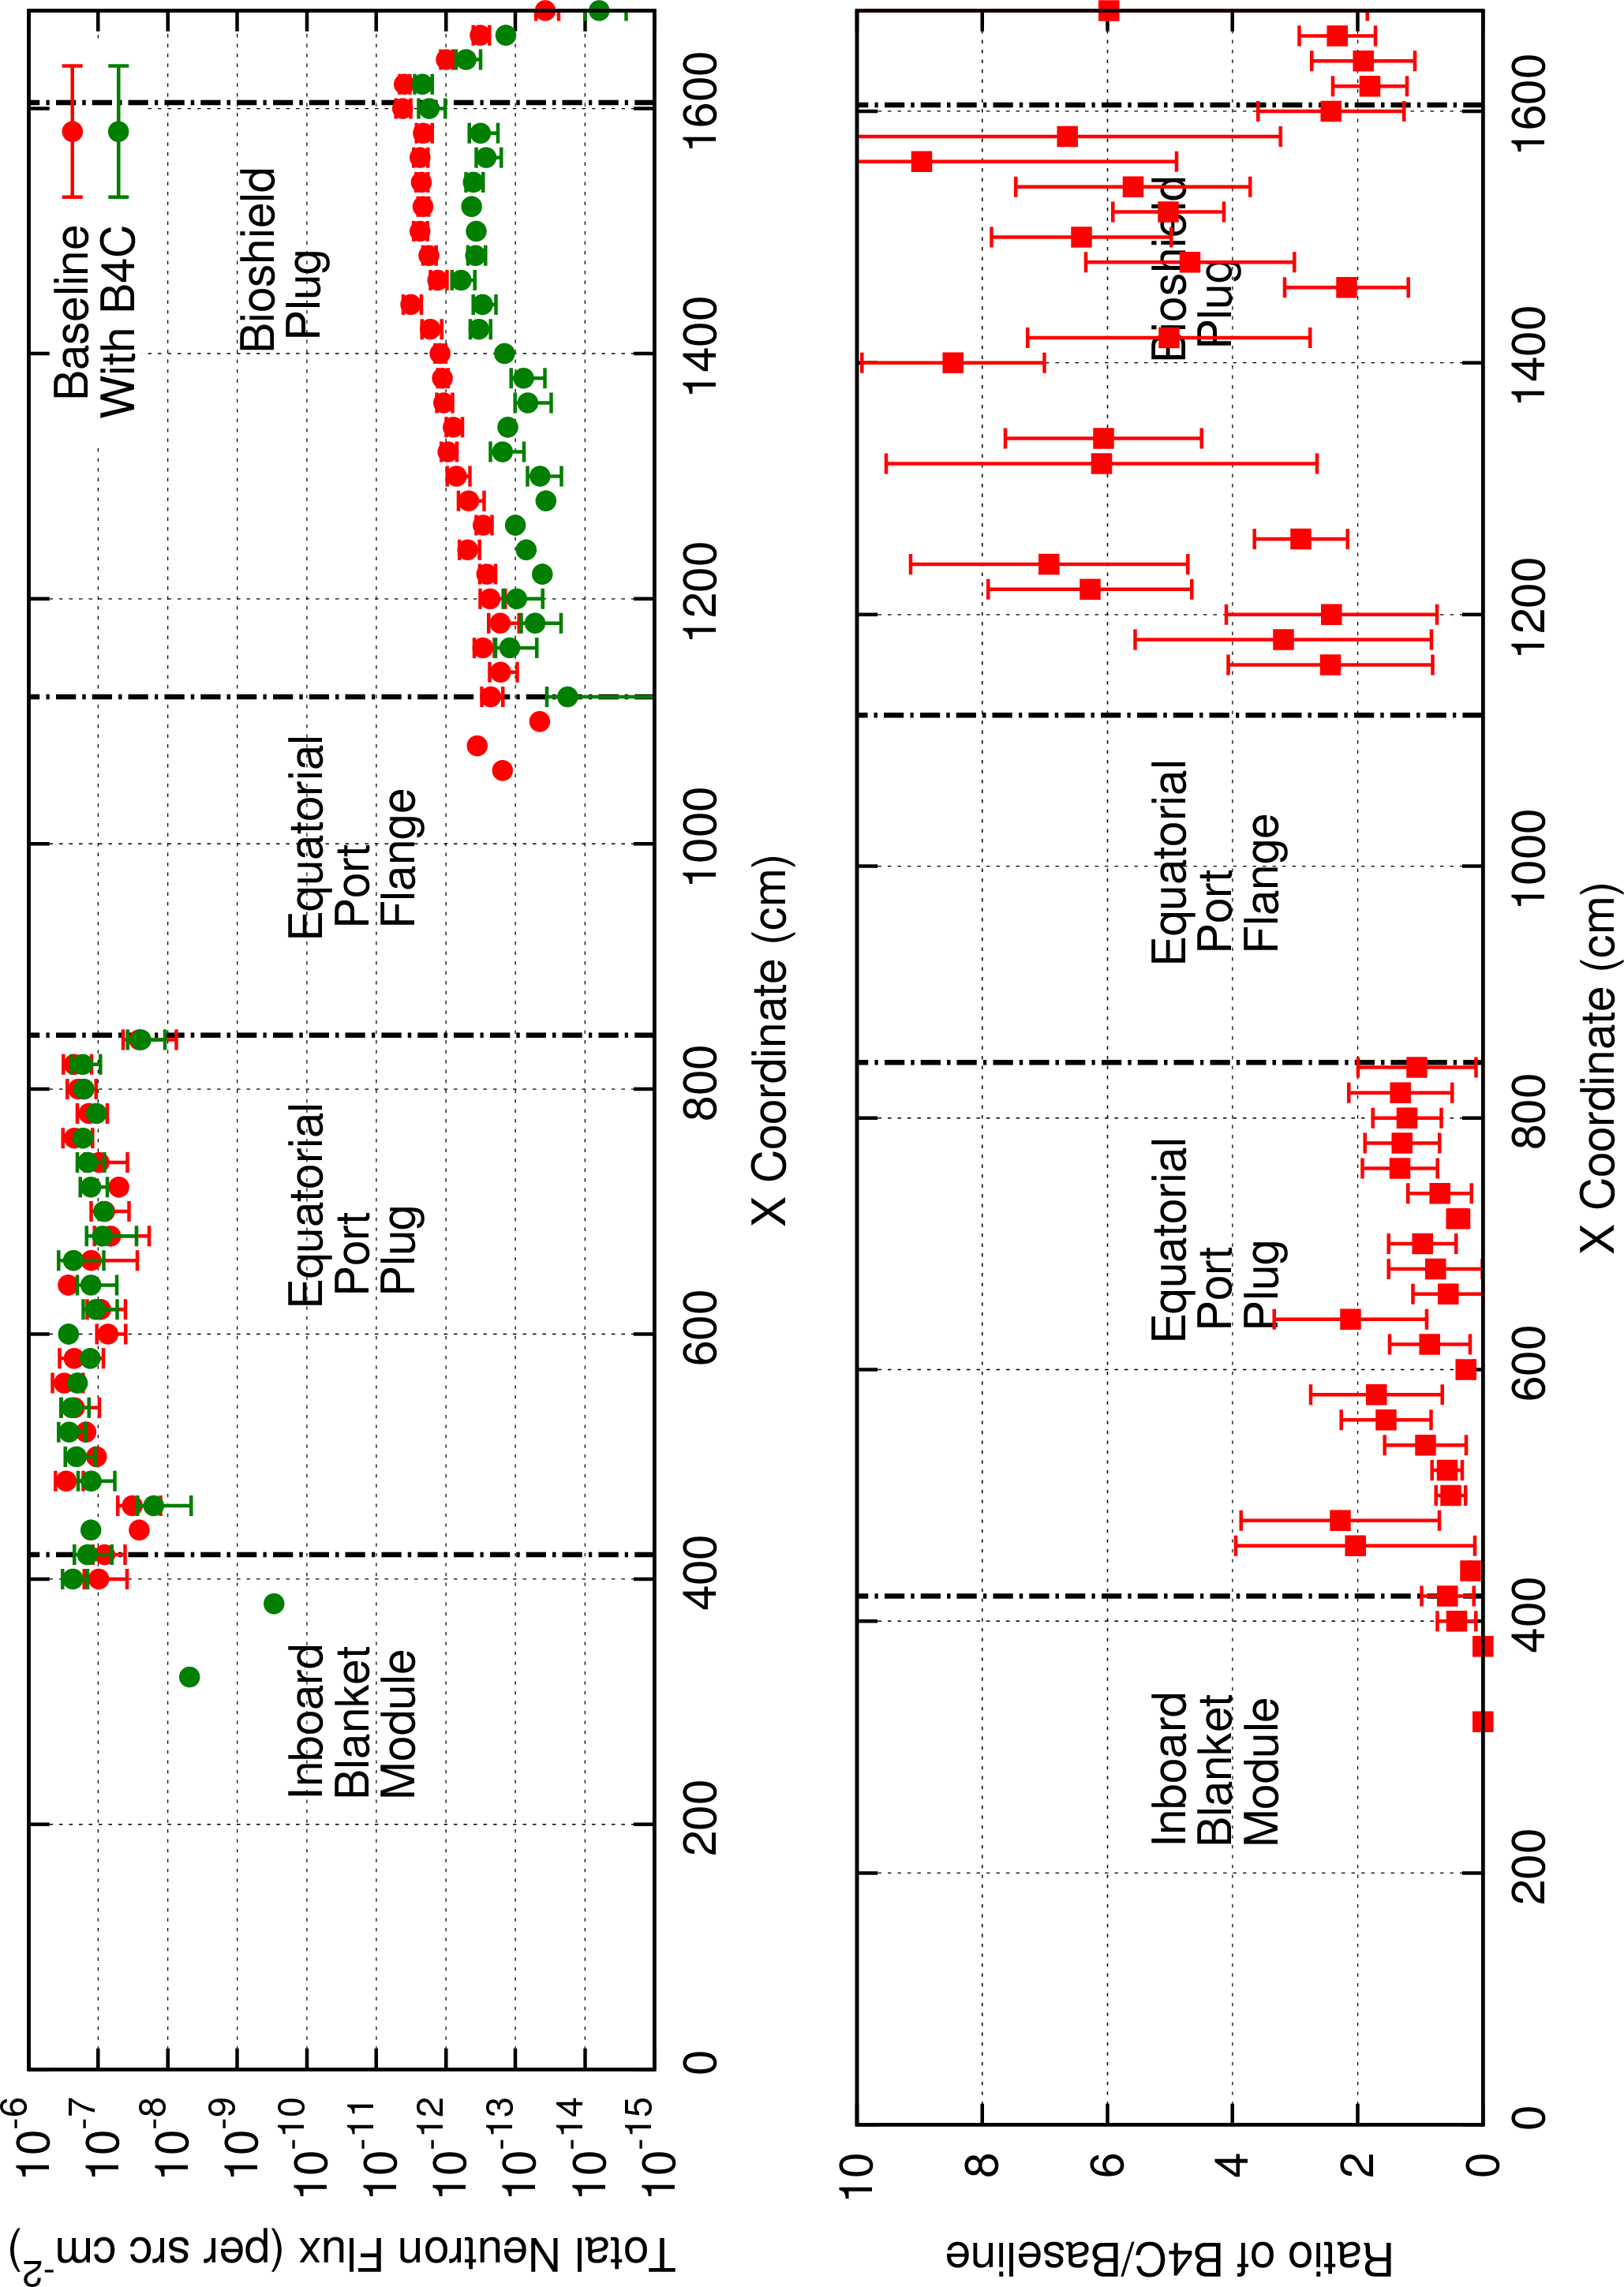 Total Neutron Flux (per src cm-2)
10-6
10-7
10-8
10-9
10-10
10-11
10-12
10-13
10-14
10-15
0
200
400
600
800
1000
1200
1400
1600
X Coordinate (cm)
Inboard
Blanket
Module
Equatorial
Port
Plug
Equatorial
Port
Flange
Bioshield
Plug
Baseline
With B4C
Ratio of B4C/Baseline
10
8
6
4
2
0
0
200
400
600
800
1000
1200
1400
1600
X Coordinate (cm)
Inboard
Blanket
Module
Equatorial
Port
Plug
Equatorial
Port
Flange
Bioshield
Plug